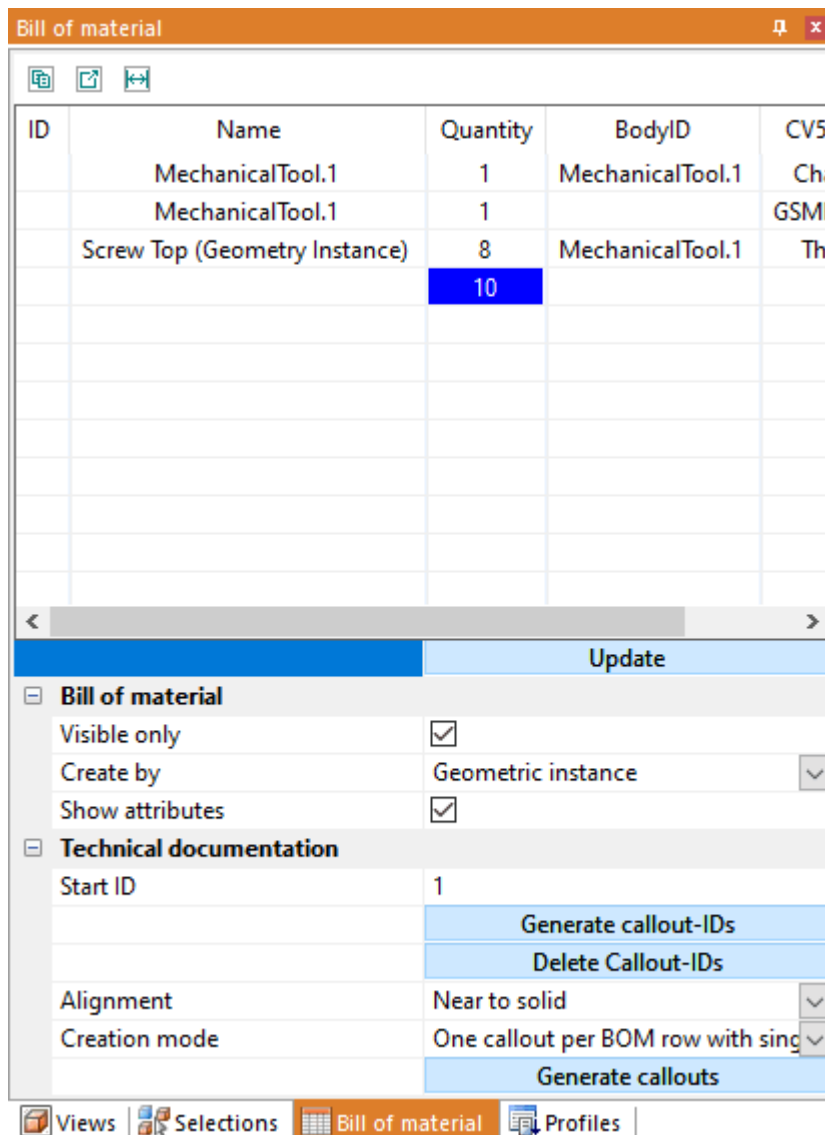 Bill of material
ID Name Quantity BodyID CV5
MechanicalTool.1 1 MechanicalTool.1 Cha
MechanicalTool.1 1 GSM
Screw Top (Geometry Instance) 8 MechanicalTool.1 Th
10
Update
Bill of material
Visible only
Create by Geometric instance
Show attributes
Technical documentation
Start ID 1
Generate callout-IDs
Delete Callout-IDs
Alignment Near to solid
Creation mode One callout per BOM row with sing
Generate callouts
Views Selections Bill of material Profiles